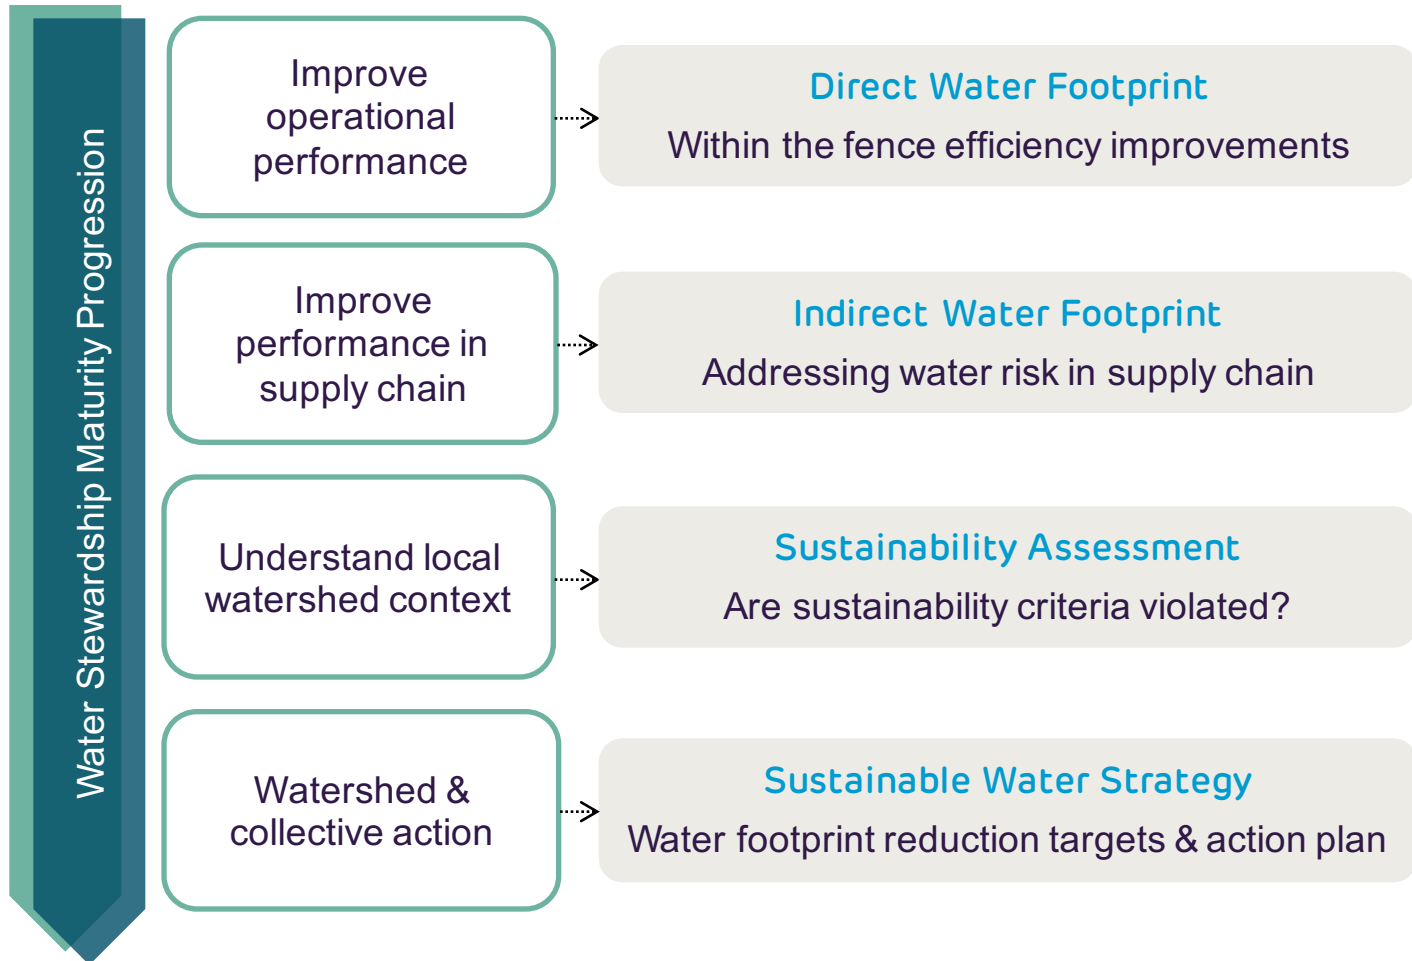 Water Stewardship Maturity Progression
Improve
operational
performance
Direct Water Footprint
Within the fence efficiency improvements
Improve
performance in
supply chain
Indirect Water Footprint
Addressing water risk in supply chain
Understand local
watershed context
Sustainability Assessment
Are sustainability criteria violated?
Watershed &
collective action
Sustainable Water Strategy
Water footprint reduction targets & action plan